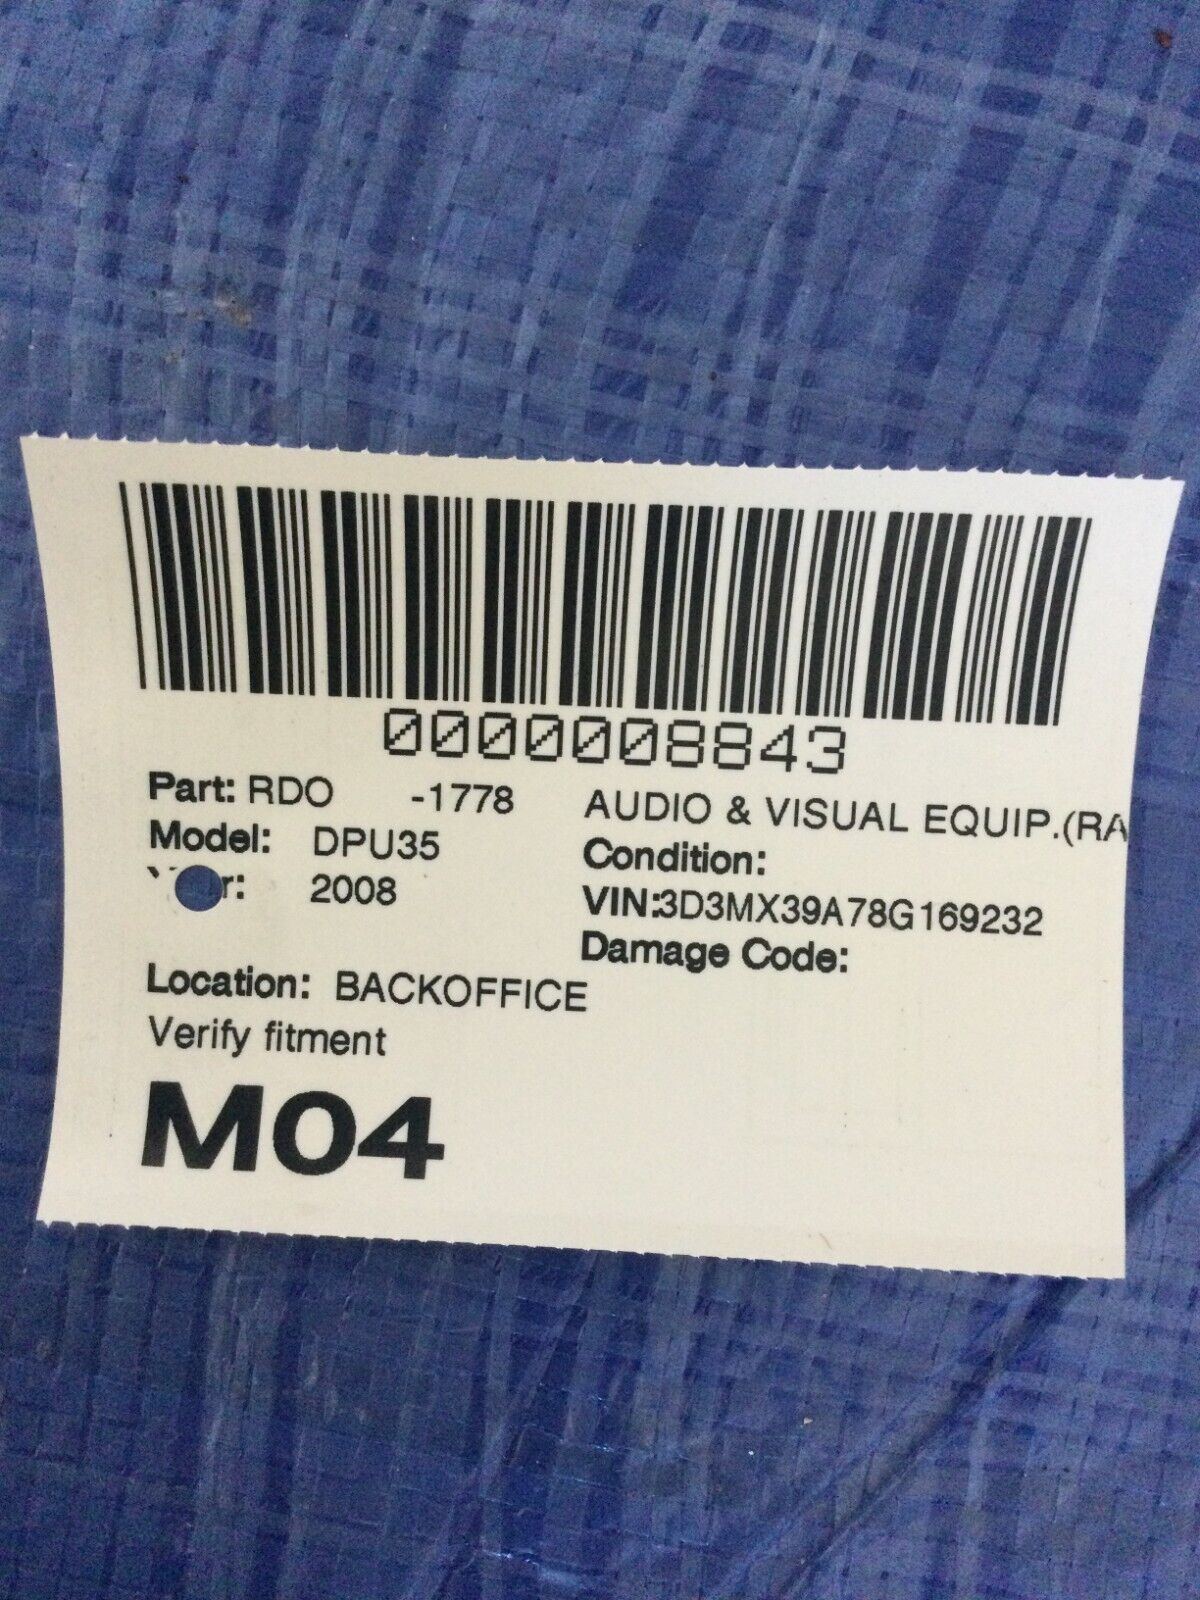 0000008843
Part: RDO -1778 AUDIO & VISUAL EQUIP.(RA
Model: DPU35 Condition:
2008 VIN:3D3MX39A78G169232
Damage Code:
Location: BACKOFFICE
Verify fitment
M04